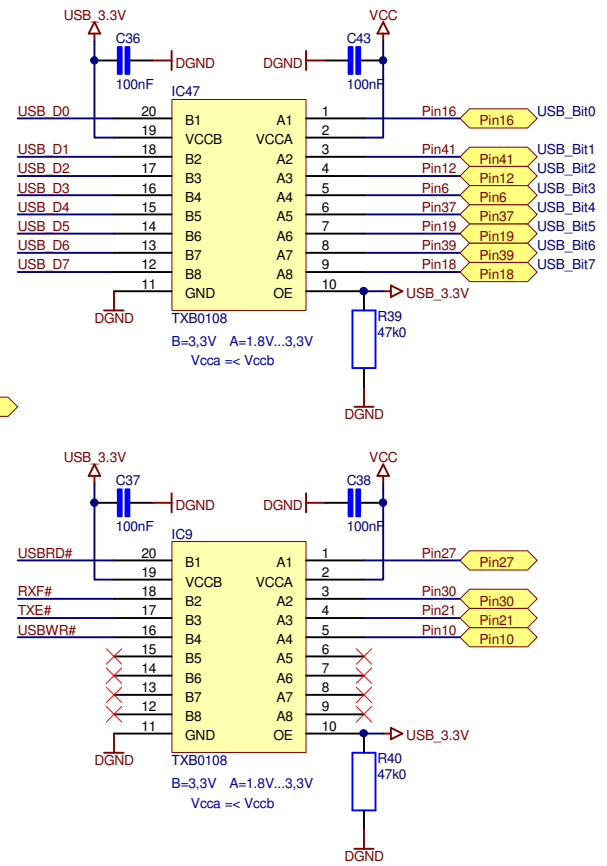 USB_3.3V VCC
C36 C43
DGND DGND
100nF 100nF
IC47
USB_D0 20 B1 A1 1 Pin16 Pin16 USB_Bit0
19 VCCB VCCA 2
USB_D1 18 B2 A2 3 Pin41 Pin41 USB_Bit1
USB_D2 17 B3 A3 4 Pin12 Pin12 USB_Bit2
USB_D3 16 B4 A4 5 Pin6 Pin6 USB_Bit3
USB_D4 15 B5 A5 6 Pin37 Pin37 USB_Bit4
USB_D5 14 B6 A6 7 Pin19 Pin19 USB_Bit5
USB_D6 13 B7 A7 8 Pin39 Pin39 USB_Bit6
USB_D7 12 B8 A8 9 Pin18 Pin18 USB_Bit7
11 GND OE 10 USB_3.3V
DGND TXB0108 R39
B=3,3V A=1.8V...3,3V 47k0
Vcca =< Vccb
DGND
USB_3.3V VCC
C37 C38
DGND DGND
100nF 100nF
IC9
USBRD# 20 B1 A1 1 Pin27 Pin27
19 VCCB VCCA 2
RXF# 18 B2 A2 3 Pin30 Pin30
TXE# 17 B3 A3 4 Pin21 Pin21
USBWR# 16 B4 A4 5 Pin10 Pin10
15 B5 A5 6
14 B6 A6 7
13 B7 A7 8
12 B8 A8 9
11 GND OE 10 USB_3.3V
DGND TXB0108 R40
B=3,3V A=1.8V...3,3V 47k0
Vcca =< Vccb
DGND